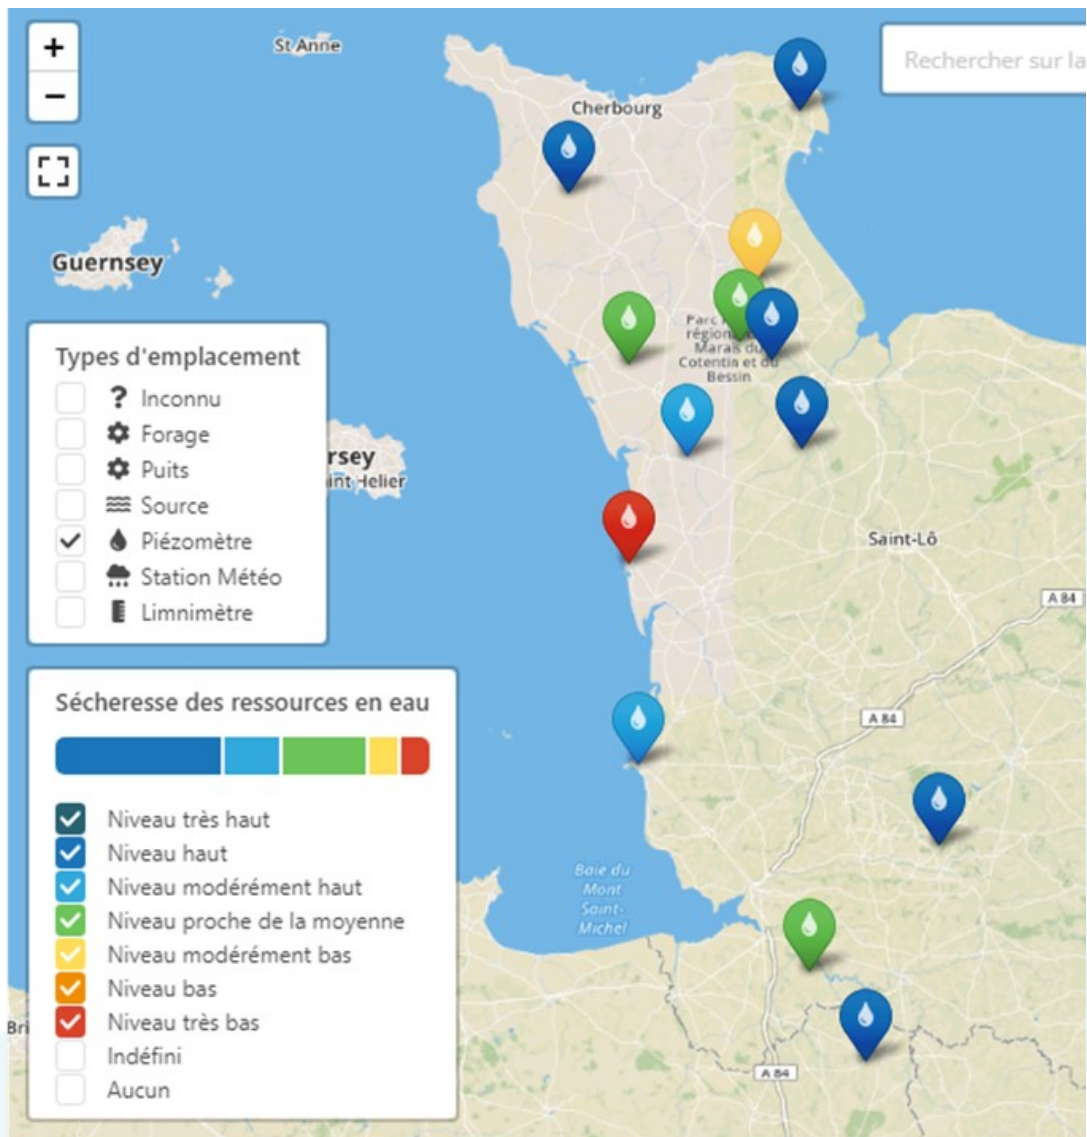 +
St Anne
Rechercher sur la
−
Cherbourg
Guernsey
Types d'emplacement
? Inconnu
Forage
Puits
Source
Piézomètre
Station Météo
Limnimètre
Marais du
Cotentin et du
Bessin
rsey
int Helier
Saint-Lô
A 84
A 84
Sécheresse des ressources en eau
Niveau très haut
Niveau haut
Niveau modérément haut
Niveau proche de la moyenne
Niveau modérément bas
Niveau bas
Niveau très bas
Indéfini
Aucun
Baie du
Mont
Saint-
Michel
Bri
A 84